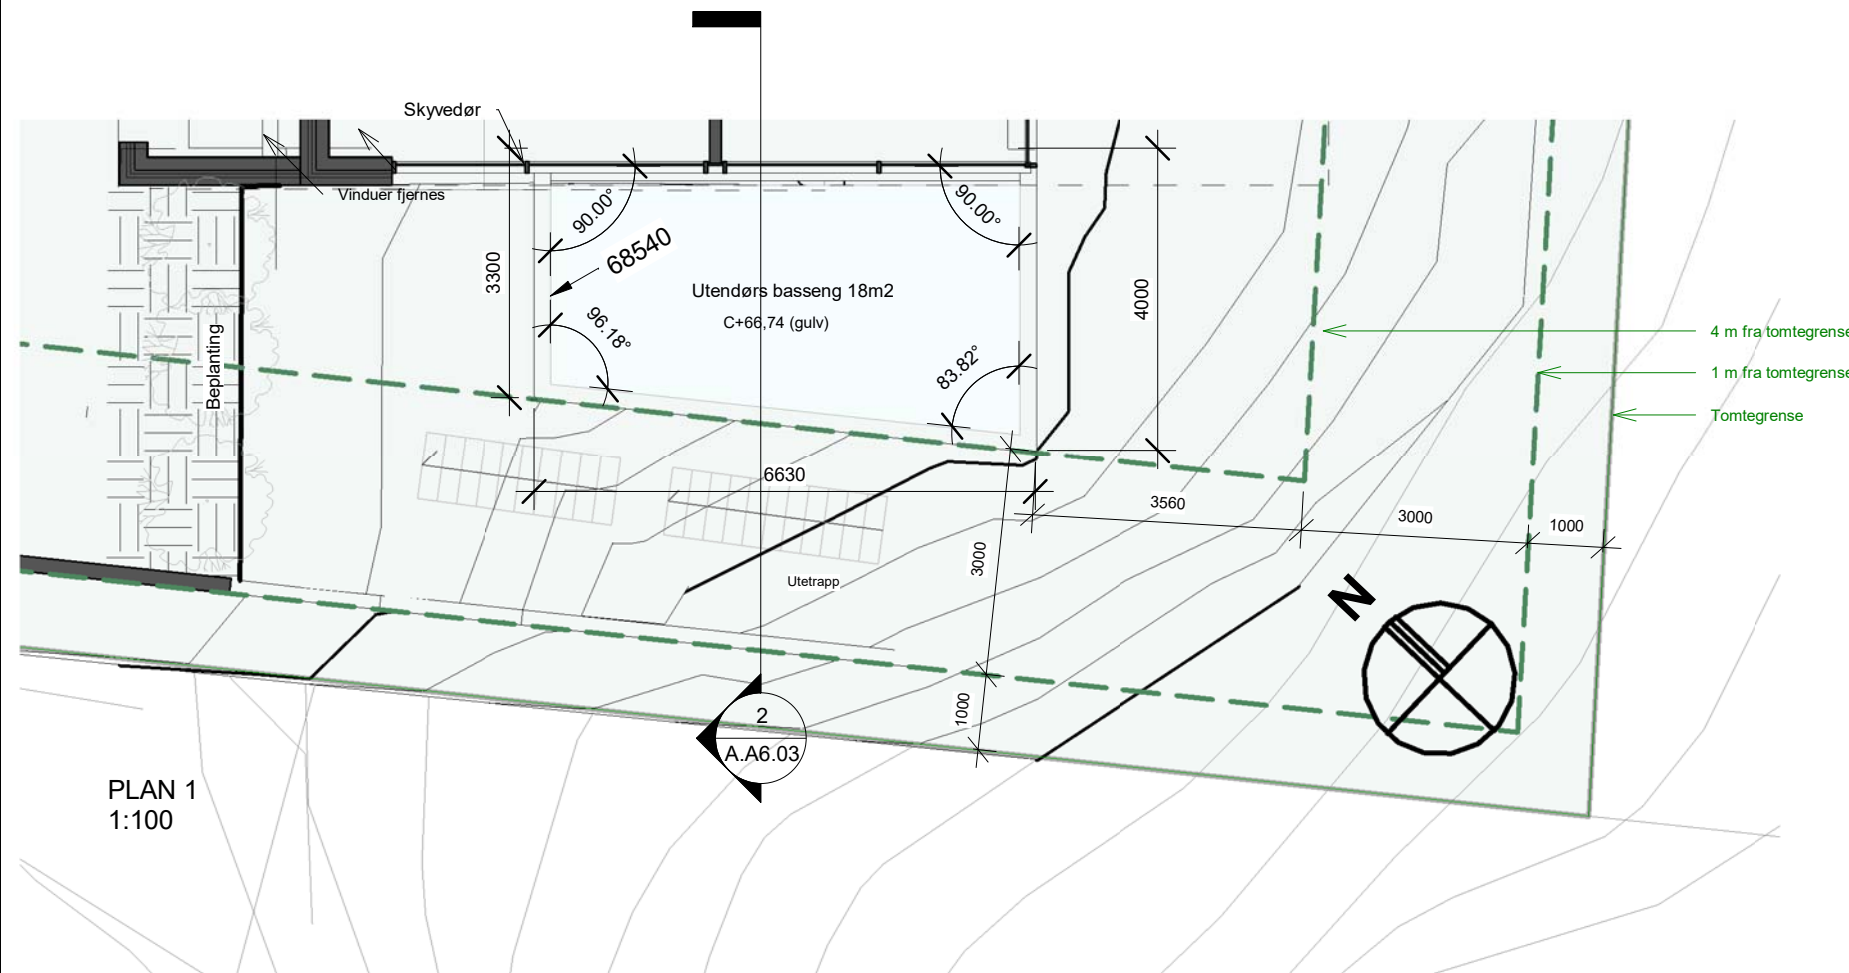 Skyvedør
Vinduer fjernes
90.00°
90.00°
68540
3300
Utendørs basseng 18m2
C+66,74 (gulv)
4000
96.18°
83.82°
Beplanting
4 m fra tomtegrense
1 m fra tomtegrense
Tomtegrense
6630
3560
3000
1000
3000
Utetrapp
N
1000
2
A.A6.03
PLAN 1
1:100